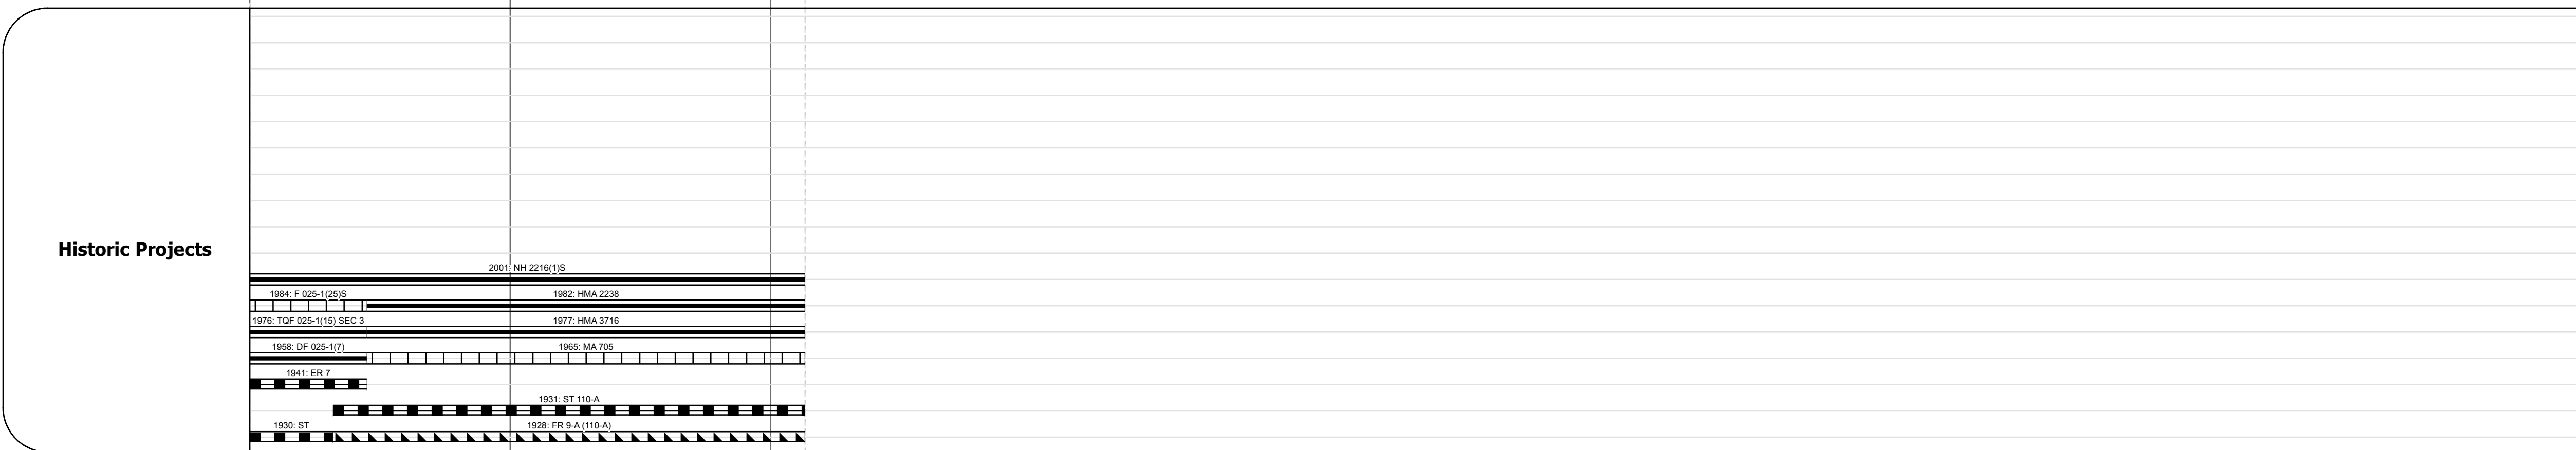 Historic Projects
2001: NH 2216(1)S
1984: F 025-1(25)S
1982: HMA 2238
1976: TQF 025-1(15) SEC 3
1977: HMA 3716
1958: DF 025-1(7)
1965: MA 705
1941: ER 7
1931: ST 110-A
1930: ST
1928: FR 9-A (110-A)